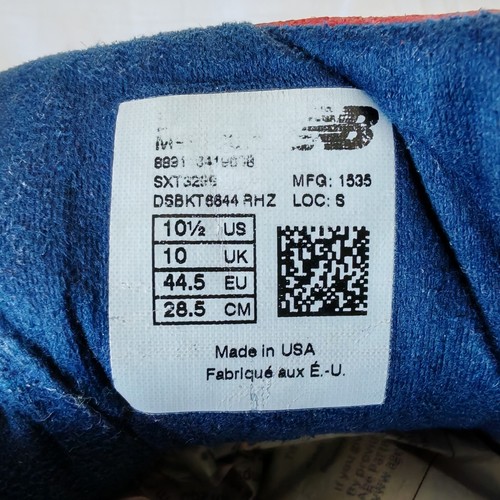 SXT3296 MFG: 1535
DSBKT6644 RHZ LOC: S
10½ US
10 UK
44.5 EU
28.5 CM
Made in USA
Fabriqué aux É.-U.